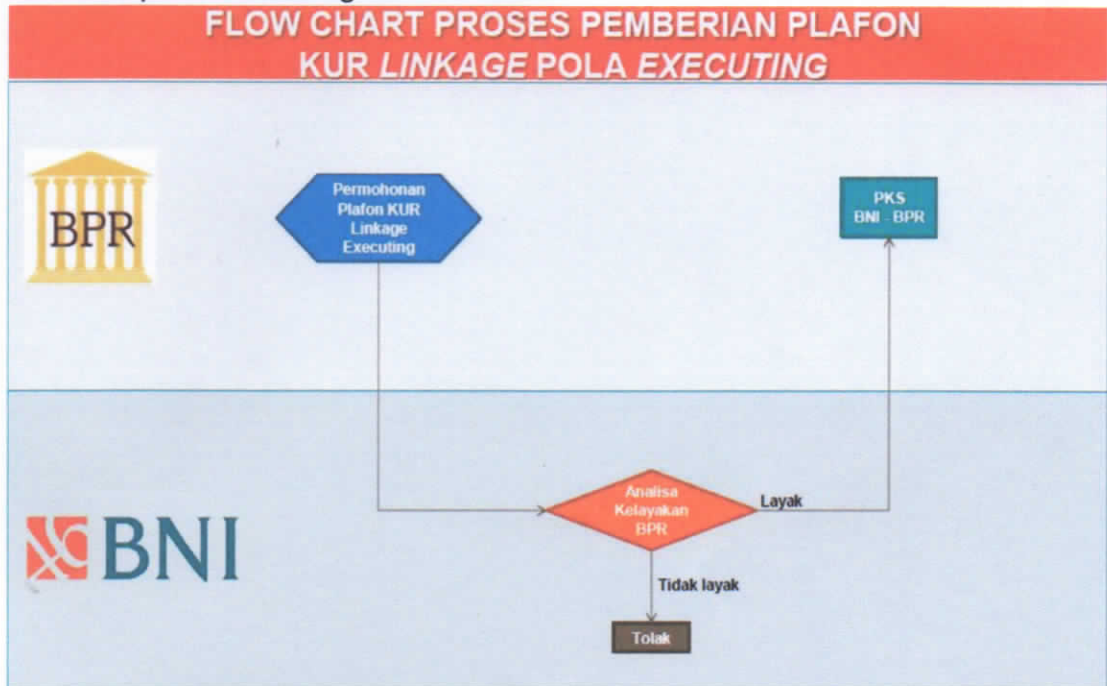 FLOW CHART PROSES PEMBERIAN PLAFON
KUR LINKAGE POLA EXECUTING
BPR
Permohonan
Plafon KUR
Linkage
Executing
PKS
BNI - BPR
BNI
Analisa
Kelayakan
BPR
Layak
Tidak layak
Tolak